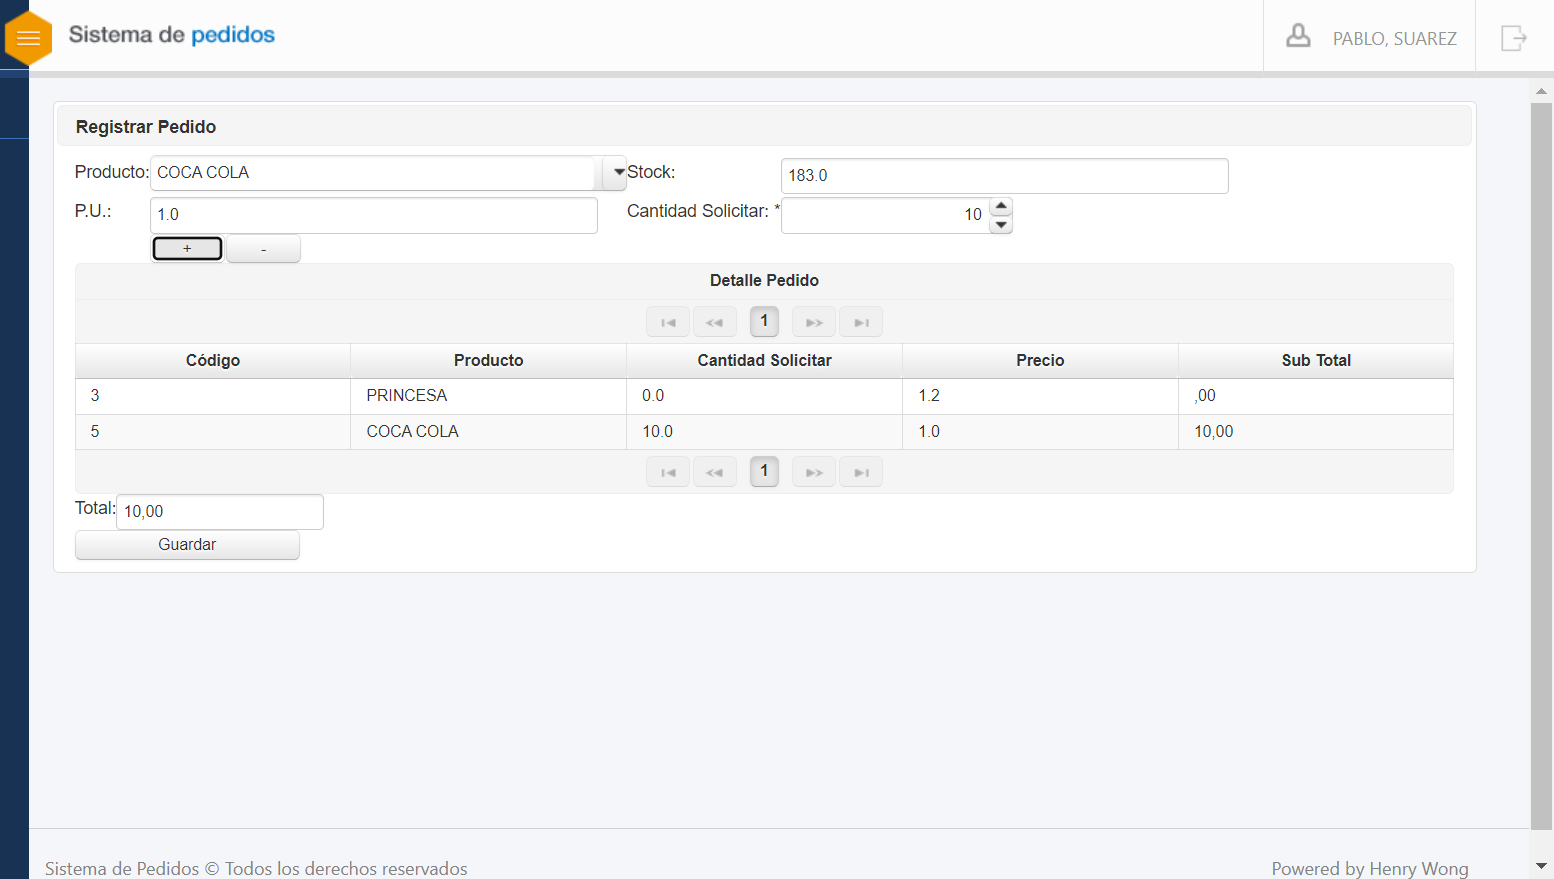 Sistema de pedidos
PABLO, SUAREZ
Registrar Pedido
Producto: COCA COLA Stock: 183.0
P.U.: 1.0 Cantidad Solicitar: * 10
+ -
Detalle Pedido
1
Código Producto Cantidad Solicitar Precio Sub Total
3 PRINCESA 0.0 1.2 ,00
5 COCA COLA 10.0 1.0 10,00
1
Total: 10,00
Guardar
Sistema de Pedidos © Todos los derechos reservados
Powered by Henry Wong